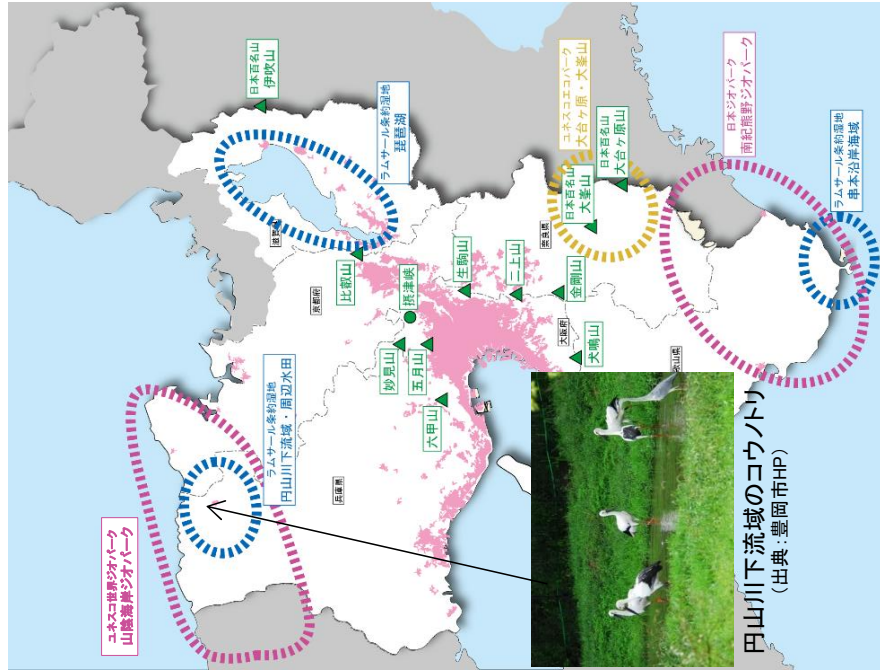 ユネスコ世界ジオパーク
山陰海岸ジオパーク
ラムサール条約湿地
円山川下流域・周辺水田
日本百名山
伊吹山
ラムサール条約湿地
琵琶湖
滋賀県
京都府
比叡山
摂津峡
妙見山
五月山
六甲山
兵庫県
生駒山
二上山
金剛山
大阪府
犬鳴山
奈良県
ユネスコエコパーク
大台ケ原・大峯山
日本百名山
大峯山
日本百名山
大台ケ原山
日本ジオパーク
南紀熊野ジオパーク
ラムサール条約湿地
串本沿岸海域
歌山県
円山川下流域のコウノトリ
（出典：豊岡市HP）